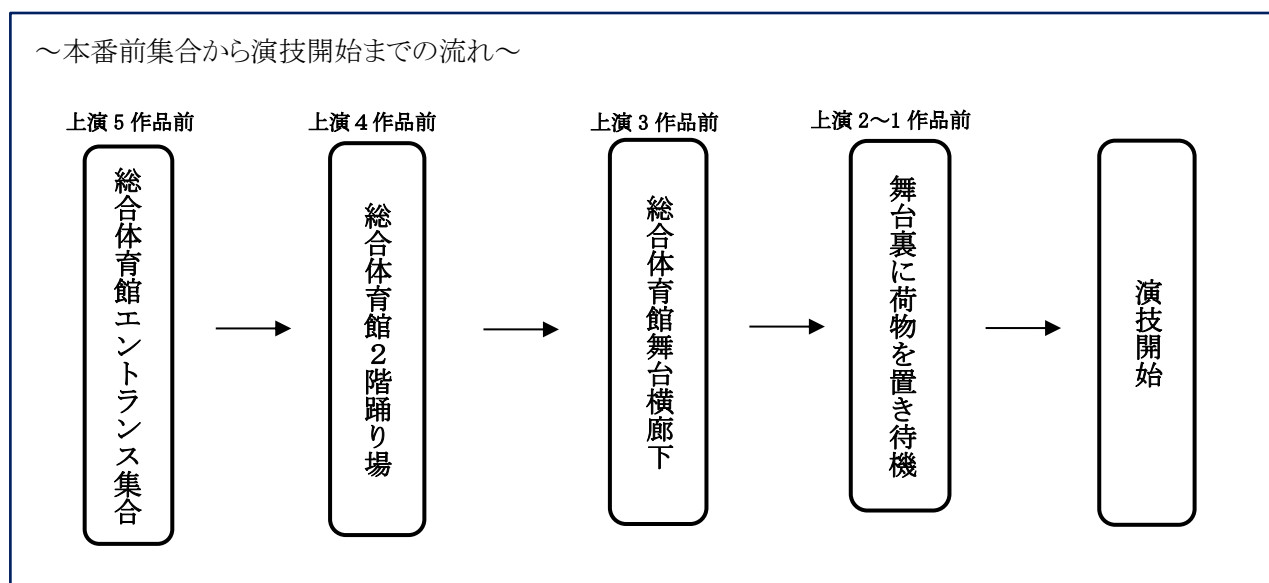 ～本番前集合から演技開始までの流れ～
上演 5 作品前
総合体育館エントランス集合
上演 4 作品前
総合体育館２階踊り場
上演 3 作品前
総合体育館舞台横廊下
上演 2～1 作品前
舞台裏に荷物を置き待機
演技開始